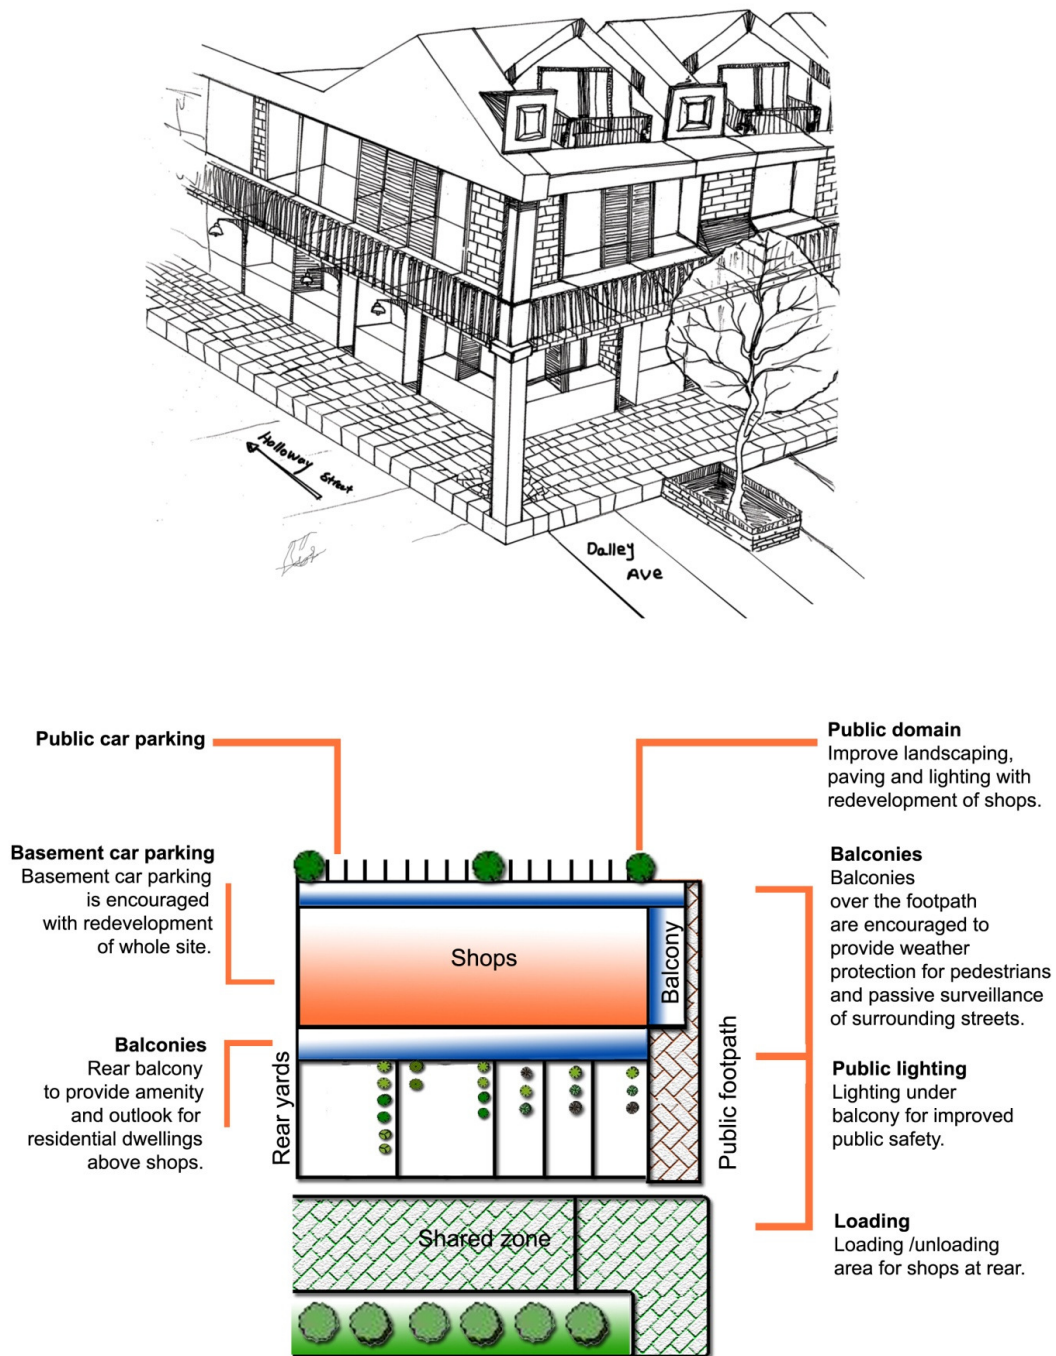 Holloway Street
Dalley
Ave
Public car parking
Public domain
Improve landscaping,
paving and lighting with
redevelopment of shops.
Basement car parking
Basement car parking
is encouraged
with redevelopment
of whole site.
Balconies
Balconies
over the footpath
are encouraged to
provide weather
protection for pedestrians
and passive surveillance
of surrounding streets.
Shops
Balcony
Balconies
Rear balcony
to provide amenity
and outlook for
residential dwellings
above shops.
Rear yards
Public footpath
Public lighting
Lighting under
balcony for improved
public safety.
Shared zone
Loading
Loading /unloading
area for shops at rear.